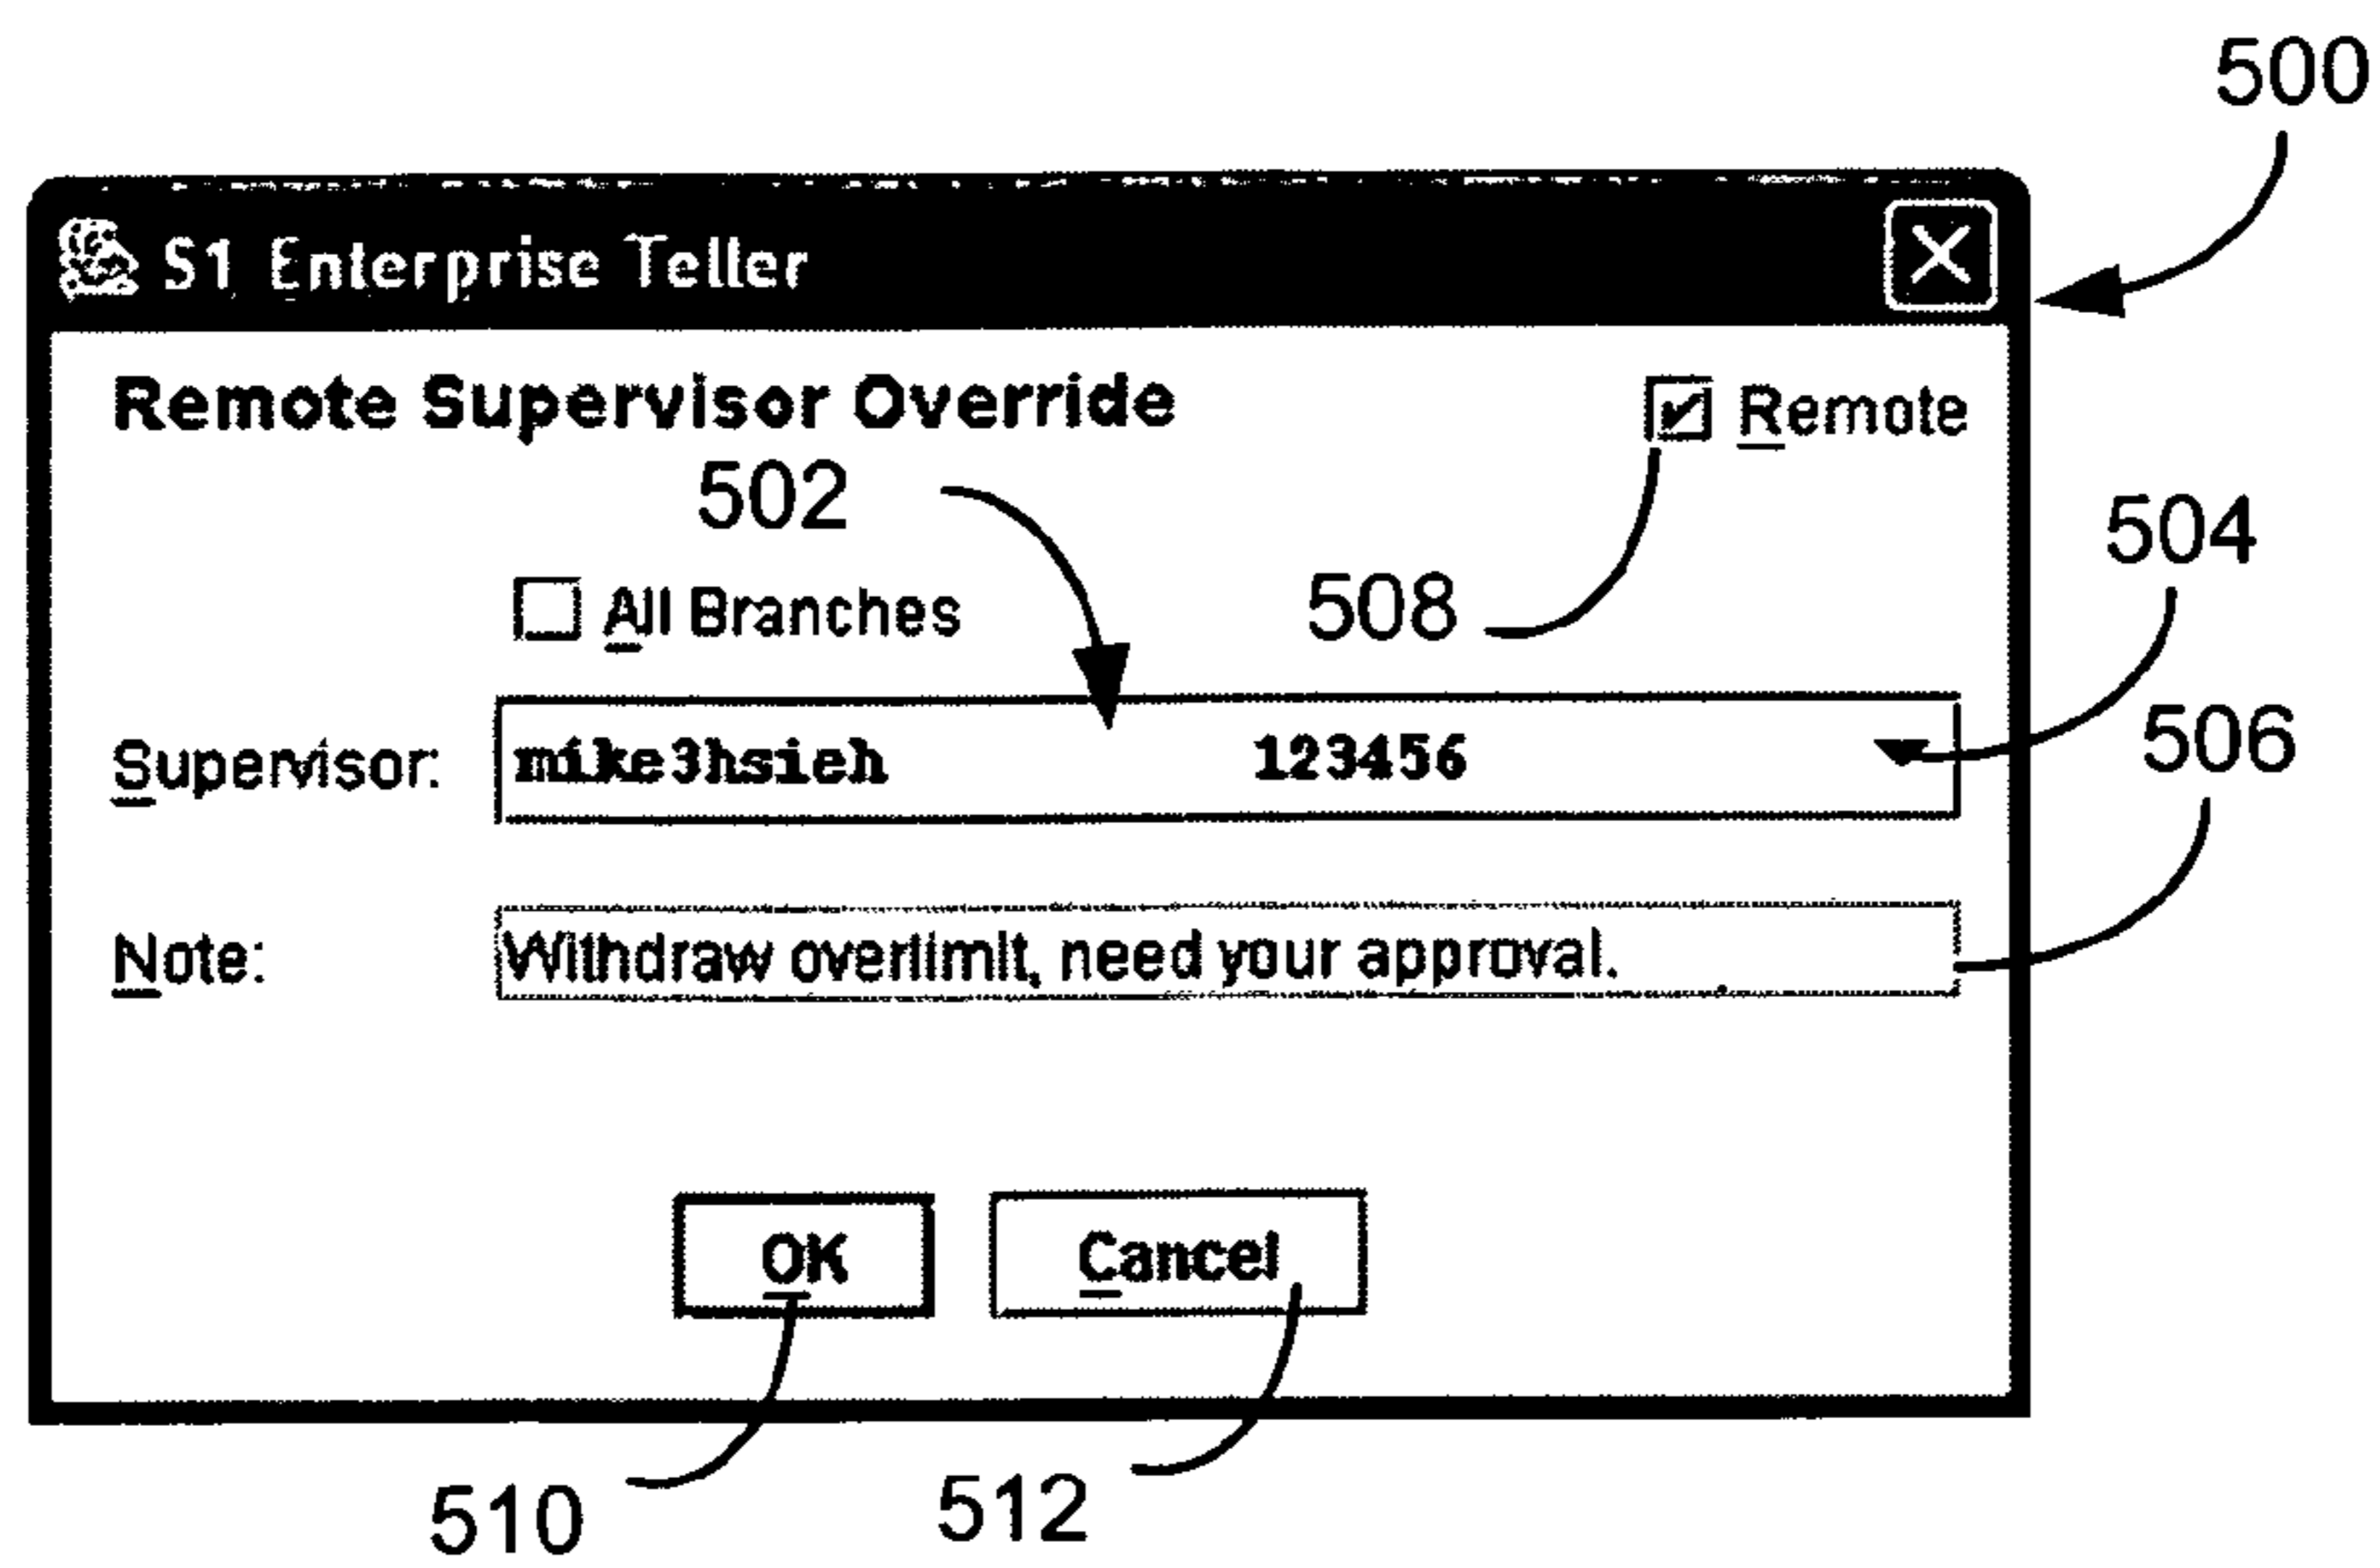 500
S1 Enterprise Teller
Remote Supervisor Override
Remote
502
504
All Branches
508
Supervisor: mike3hsieh 123456
506
Note: Withdraw overlimit, need your approval.
OK Cancel
510 512